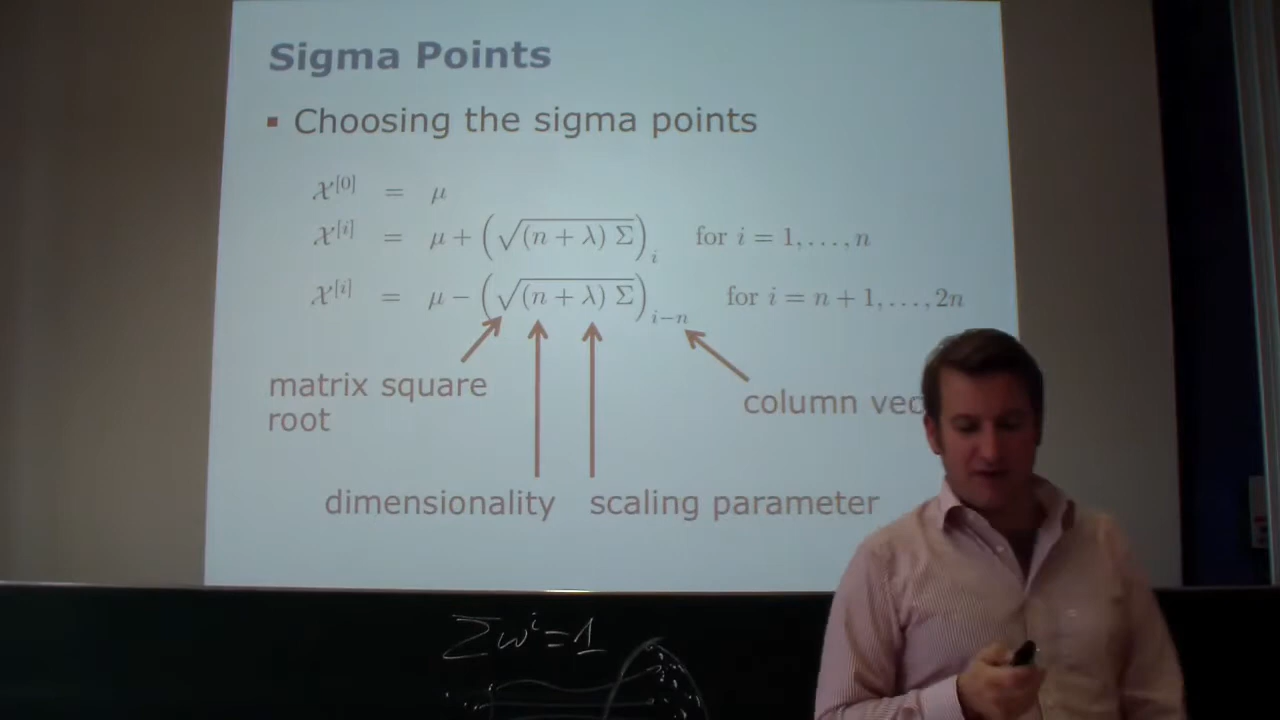 Sigma Points
▪ Choosing the sigma points
𝒳^[0] = μ
𝒳^[i] = μ + (√((n + λ) Σ))_i for i = 1, . . . , n
𝒳^[i] = μ − (√((n + λ) Σ))_{i−n} for i = n + 1, . . . , 2n
matrix square
root
column vec
dimensionality scaling parameter
Σ w^i = 1